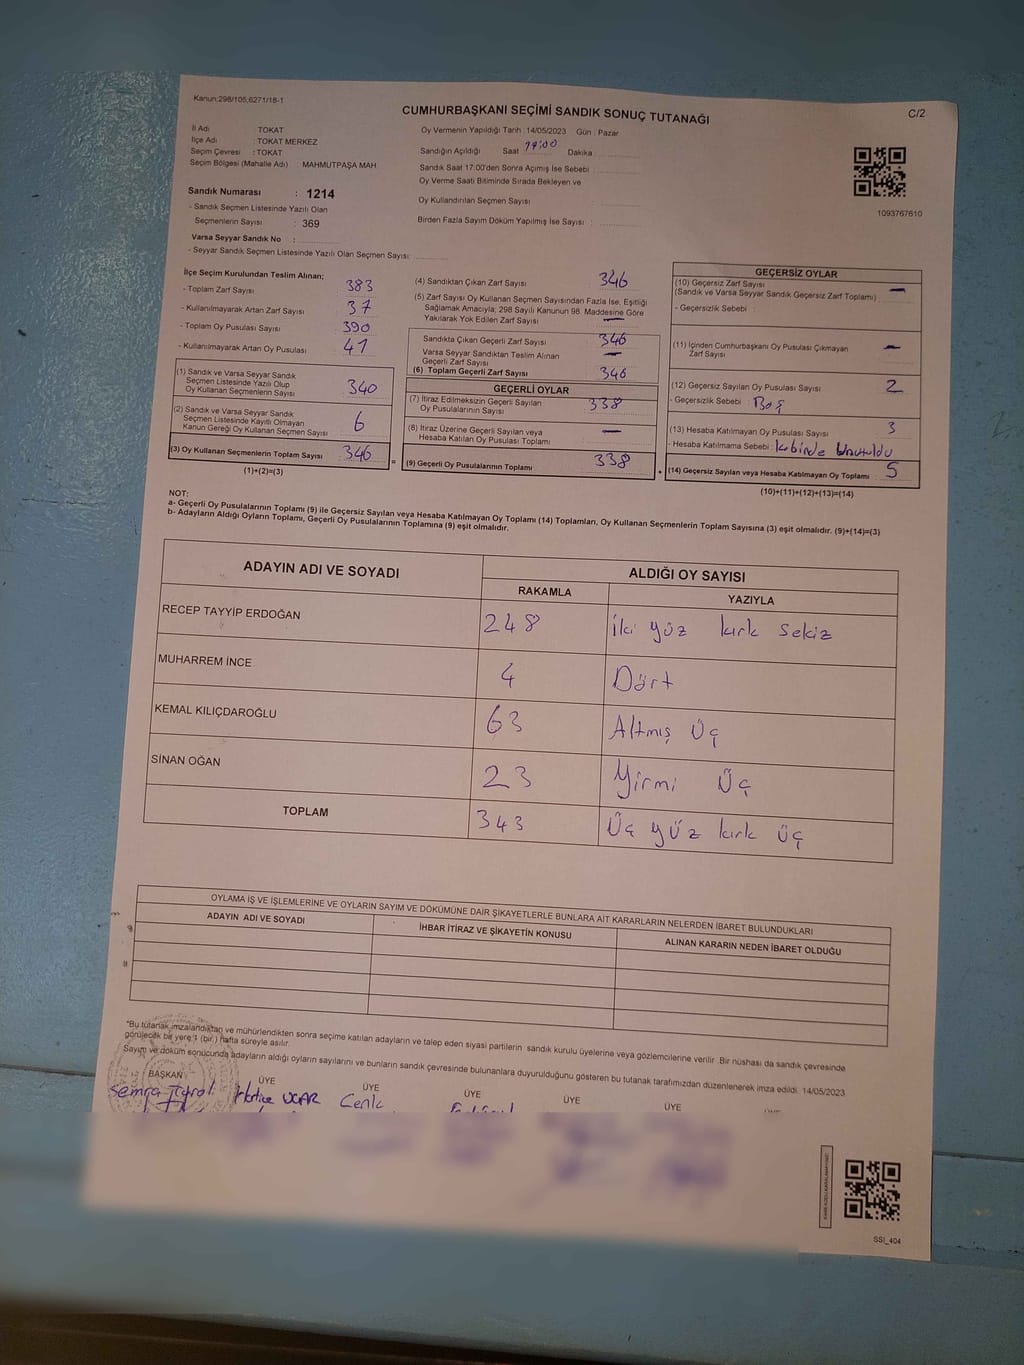 Kanun:298/105;6271/18-1
CUMHURBAŞKANI SEÇİMİ SANDIK SONUÇ TUTANAĞI
C/2
İl Adı : TOKAT
İlçe Adı : TOKAT MERKEZ
Seçim Çevresi : TOKAT
Seçim Bölgesi (Mahalle Adı) : MAHMUTPAŞA MAH.
Sandık Numarası : 1214
- Sandık Seçmen Listesinde Yazılı Olan
Seçmenlerin Sayısı : 369
Varsa Seyyar Sandık No :
- Seyyar Sandık Seçmen Listesinde Yazılı Olan Seçmen Sayısı:
Oy Vermenin Yapıldığı Tarih :14/05/2023 Gün : Pazar
Sandığın Açıldığı Saat Dakika
Sandık Saat 17:00'den Sonra Açımış İse Sebebi :
Oy Verme Saati Bitiminde Sırada Bekleyen ve
Oy Kullandırılan Seçmen Sayısı :
Birden Fazla Sayım Döküm Yapılmış İse Sayısı :
1093767610
İlçe Seçim Kurulundan Teslim Alınan;
- Toplam Zarf Sayısı 383
- Kullanılmayarak Artan Zarf Sayısı 37
- Toplam Oy Pusulası Sayısı 390
- Kullanılmayarak Artan Oy Pusulası 41
(1) Sandık ve Varsa Seyyar Sandık
Seçmen Listesinde Yazılı Olup
Oy Kullanan Seçmenlerin Sayısı 340
(2) Sandık ve Varsa Seyyar Sandık
Seçmen Listesinde Kayıtlı Olmayan
Kanun Gereği Oy Kullanan Seçmen Sayısı 6
(3) Oy Kullanan Seçmenlerin Toplam Sayısı 346
(1)+(2)=(3)
(4) Sandıktan Çıkan Zarf Sayısı 346
(5) Zarf Sayısı Oy Kullanan Seçmen Sayısından Fazla İse, Eşitliği
Sağlamak Amacıyla; 298 Sayılı Kanunun 98. Maddesine Göre
Yakılarak Yok Edilen Zarf Sayısı —
Sandıkta Çıkan Geçerli Zarf Sayısı 346
Varsa Seyyar Sandıktan Teslim Alınan
Geçerli Zarf Sayısı —
(6) Toplam Geçerli Zarf Sayısı 346
GEÇERLİ OYLAR
(7) İtiraz Edilmeksizin Geçerli Sayılan
Oy Pusulalarının Sayısı 338
(8) İtiraz Üzerine Geçerli Sayılan veya
Hesaba Katılan Oy Pusulası Toplamı —
= (9) Geçerli Oy Pusulalarının Toplamı 338 +
GEÇERSİZ OYLAR
(10) Geçersiz Zarf Sayısı
(Sandık ve Varsa Seyyar Sandık Geçersiz Zarf Toplamı) —
- Geçersizlik Sebebi :
(11) İçinden Cumhurbaşkanı Oy Pusulası Çıkmayan
Zarf Sayısı —
(12) Geçersiz Sayılan Oy Pusulası Sayısı 2
- Geçersizlik Sebebi : Boş
(13) Hesaba Katılmayan Oy Pusulası Sayısı 3
- Hesaba Katılmama Sebebi : kabinde Unutuldu
(14) Geçersiz Sayılan veya Hesaba Katılmayan Oy Toplamı 5
(10)+(11)+(12)+(13)=(14)
NOT:
a- Geçerli Oy Pusulalarının Toplamı (9) ile Geçersiz Sayılan veya Hesaba Katılmayan Oy Toplamı (14) Toplamları, Oy Kullanan Seçmenlerin Toplam Sayısına (3) eşit olmalıdır. (9)+(14)=(3)
b- Adayların Aldığı Oyların Toplamı, Geçerli Oy Pusulalarının Toplamına (9) eşit olmalıdır.
ADAYIN ADI VE SOYADI ALDIĞI OY SAYISI
RAKAMLA YAZIYLA
RECEP TAYYİP ERDOĞAN 248 İki yüz kırk sekiz
MUHARREM İNCE 4 Dört
KEMAL KILIÇDAROĞLU 63 Altmış Üç
SİNAN OĞAN 23 Yirmi Üç
TOPLAM 343 Üç yüz kırk üç
OYLAMA İŞ VE İŞLEMLERİNE VE OYLARIN SAYIM VE DÖKÜMÜNE DAİR ŞİKAYETLERLE BUNLARA AİT KARARLARIN NELERDEN İBARET BULUNDUKLARI
ADAYIN ADI VE SOYADI İHBAR İTİRAZ VE ŞİKAYETİN KONUSU ALINAN KARARIN NEDEN İBARET OLDUĞU
*Bu tutanak imzalandıktan ve mühürlendikten sonra seçime katılan adayların ve talep eden siyasi partilerin sandık kurulu üyelerine veya gözlemcilerine verilir. Bir nüshası da sandık çevresinde
görülecek bir yere 1 (bir) hafta süreyle asılır.
Sayım ve döküm sonucunda adayların aldığı oyların sayılarını ve bunların sandık çevresinde bulunanlara duyurulduğunu gösteren bu tutanak tarafımızdan düzenlenerek imza edildi. 14/05/2023
BAŞKAN ÜYE ÜYE ÜYE ÜYE ÜYE
Semra Hatice UÇAR Cenk
SSI_404